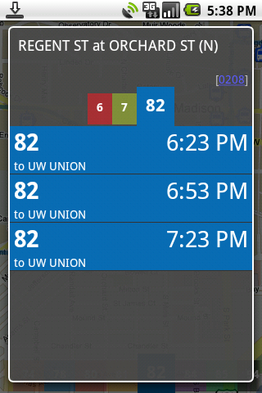 3G
5:38 PM
REGENT ST at ORCHARD ST (N)
[0208]
6 7 82
82 6:23 PM
to UW UNION
82 6:53 PM
to UW UNION
82 7:23 PM
to UW UNION